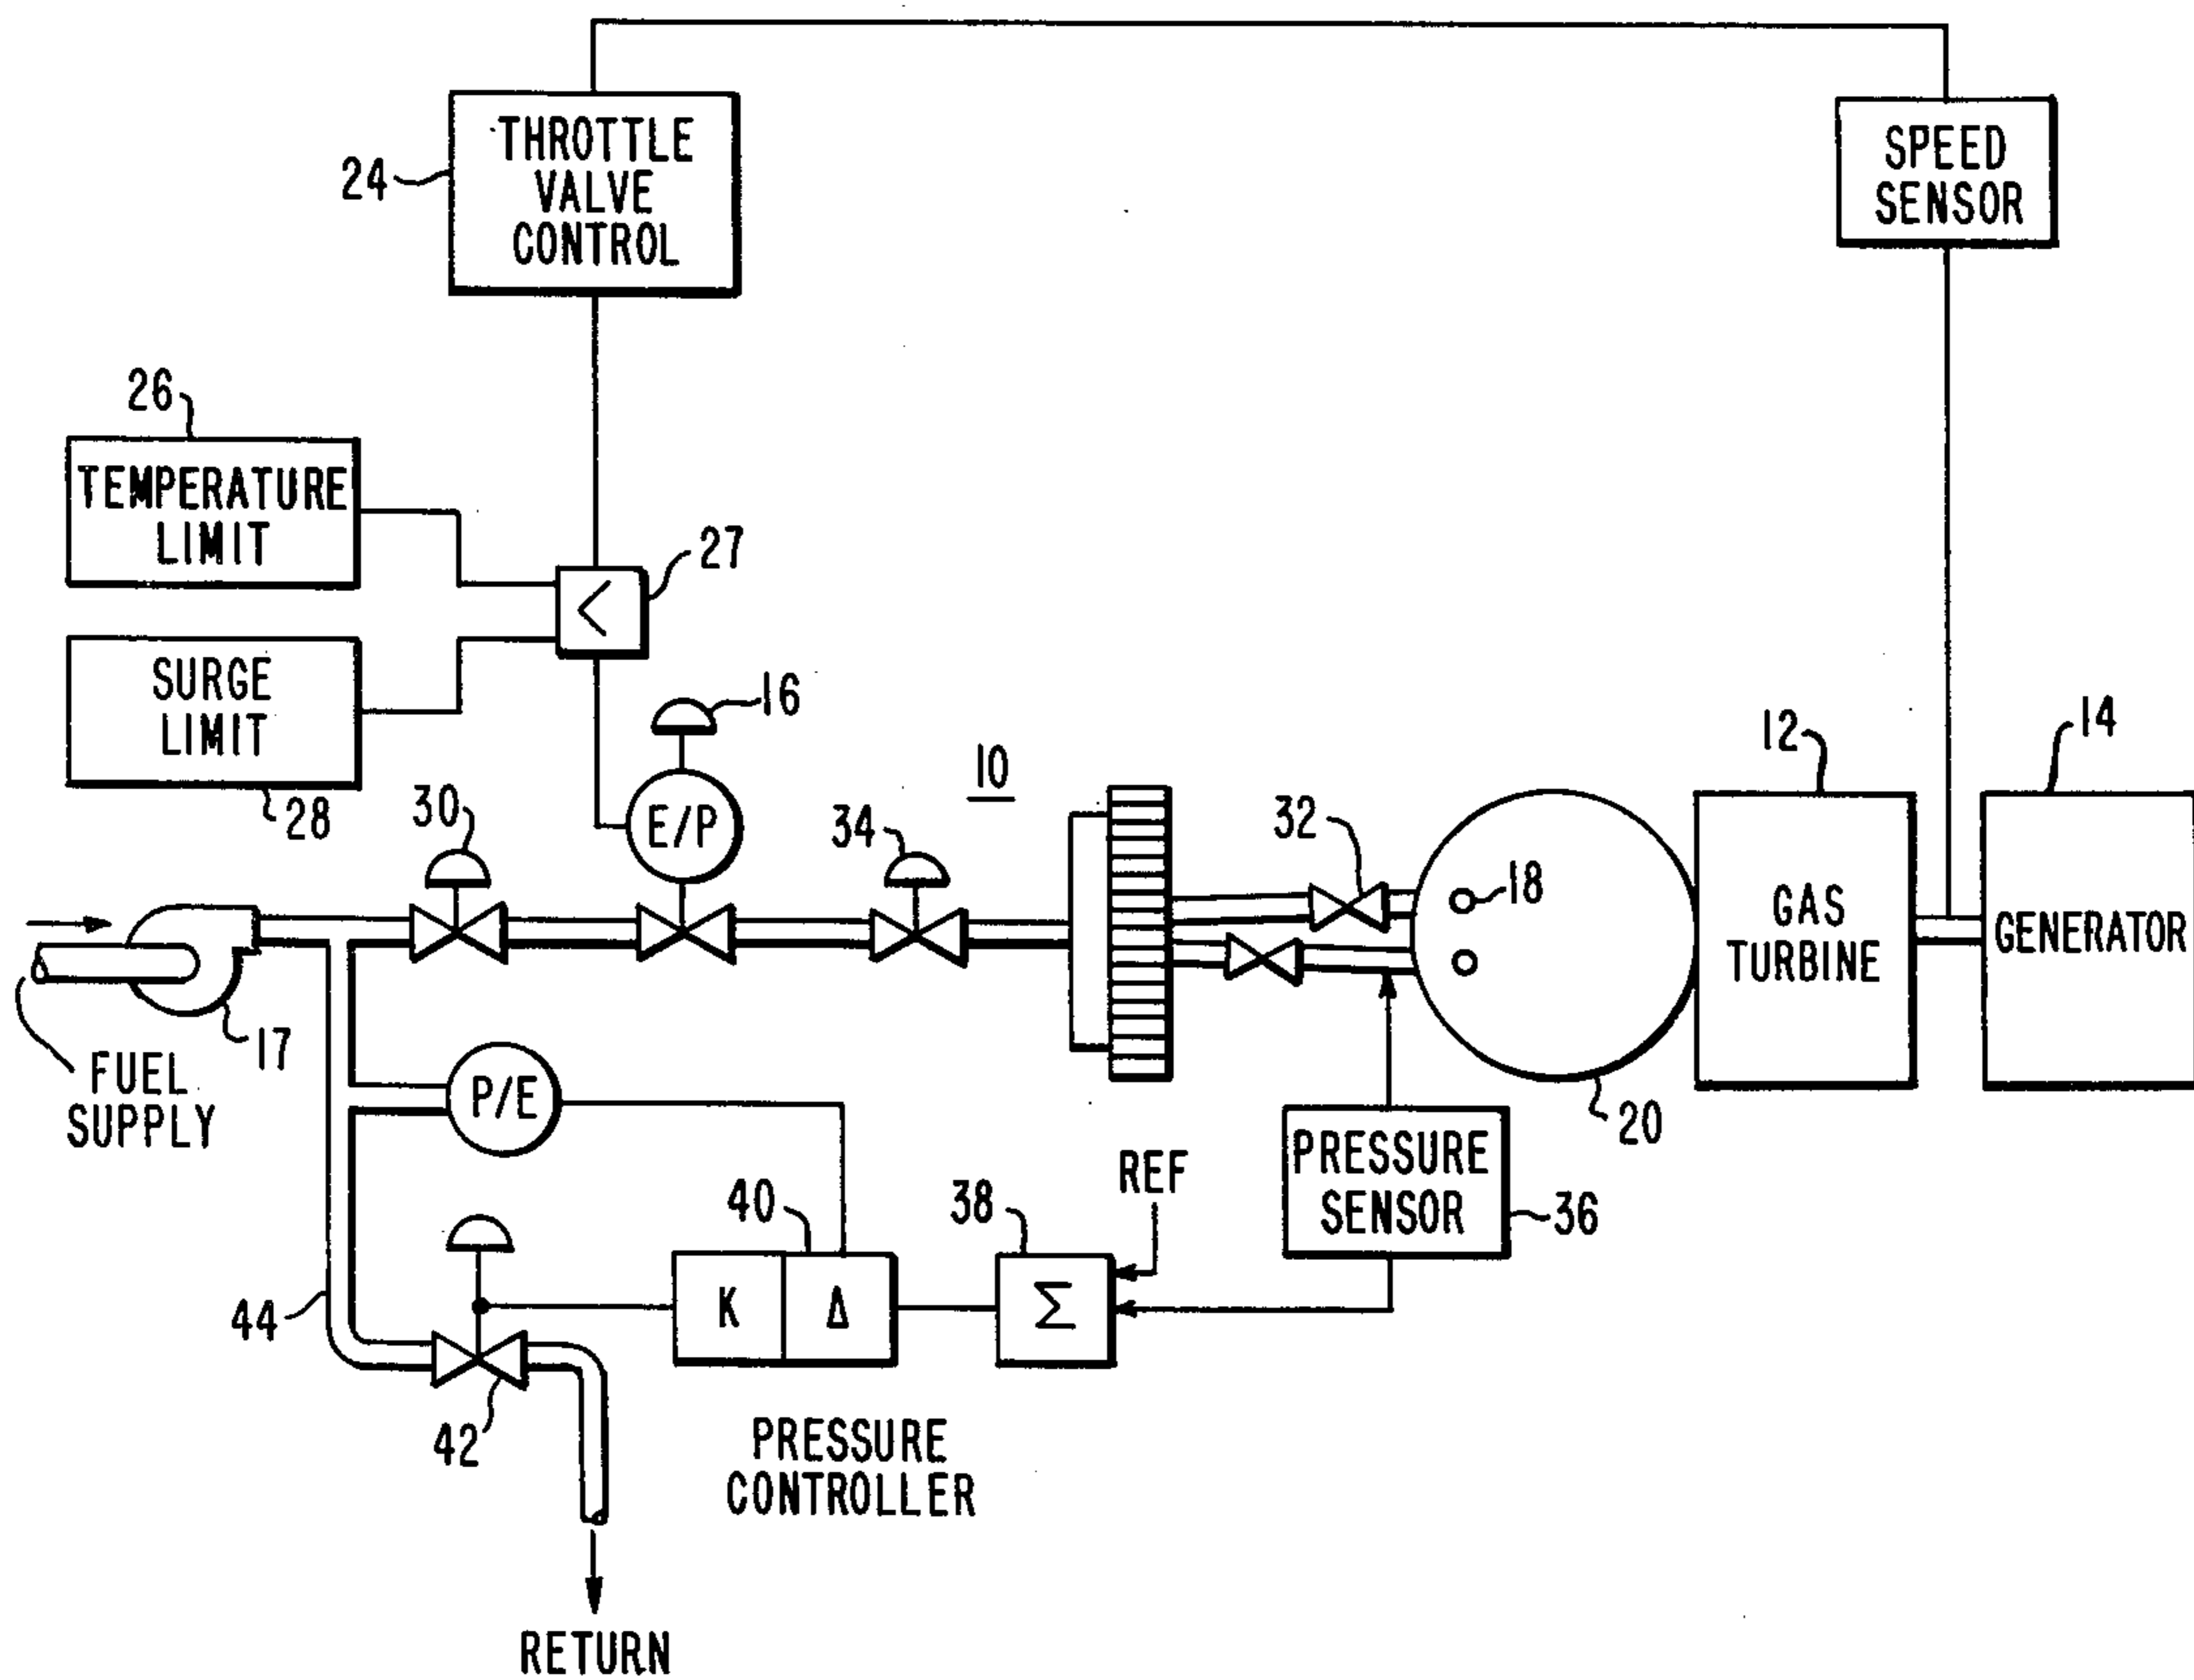 THROTTLE
VALVE
CONTROL
24
SPEED
SENSOR
26
TEMPERATURE
LIMIT
27
<
SURGE
LIMIT
28
16
E/P
30
34
10
32
18
12
14
GAS
TURBINE
GENERATOR
17
FUEL
SUPPLY
P/E
20
PRESSURE
SENSOR
36
REF
38
Σ
40
K
Δ
44
42
PRESSURE
CONTROLLER
RETURN